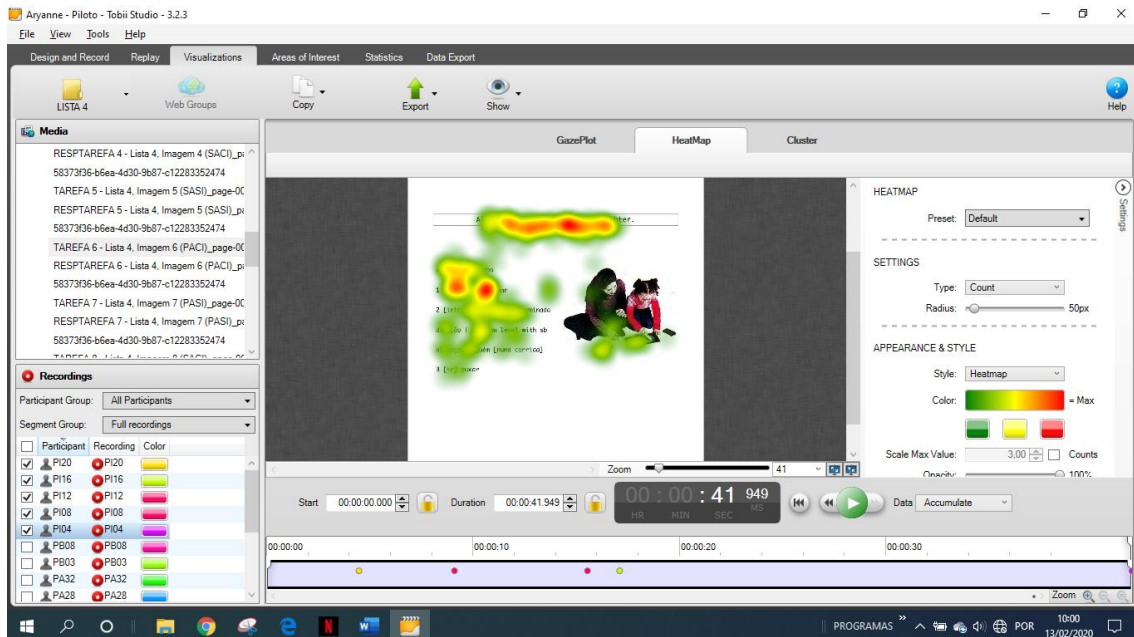 Aryanne - Piloto - Tobii Studio - 3.2.3
File View Tools Help
Design and Record Replay Visualizations Areas of Interest Statistics Data Export
LISTA 4 Web Groups Copy Export Show Help
Media
RESPTAREFA 4 - Lista 4, Imagem 4 (SACI)_pa
58373f36-b6ea-4d30-9b87-c12283352474
TAREFA 5 - Lista 4, Imagem 5 (SASI)_page-00
RESPTAREFA 5 - Lista 4, Imagem 5 (SASI)_pa
58373f36-b6ea-4d30-9b87-c12283352474
TAREFA 6 - Lista 4, Imagem 6 (PACI)_page-00
RESPTAREFA 6 - Lista 4, Imagem 6 (PACI)_pa
58373f36-b6ea-4d30-9b87-c12283352474
TAREFA 7 - Lista 4, Imagem 7 (PASI)_page-00
RESPTAREFA 7 - Lista 4, Imagem 7 (PASI)_pa
58373f36-b6ea-4d30-9b87-c12283352474
Recordings
Participant Group: All Participants
Segment Group: Full recordings
Participant Recording Color
PI20 PI20
PI16 PI16
PI12 PI12
PI08 PI08
PI04 PI04
PB08 PB08
PB03 PB03
PA32 PA32
PA28 PA28
GazePlot HeatMap Cluster
A
1
2
level with sb
[numa corrida]
3 puxar
HEATMAP
Preset: Default
SETTINGS
Type: Count
Radius: 50px
APPEARANCE & STYLE
Style: Heatmap
Color: = Max
Scale Max Value: 3,00 Counts
Opacity: 100%
Settings
Zoom 41
Start 00:00:00.000 Duration 00:00:41.949 00 : 00 : 41 949 Data Accumulate
HR MIN SEC MS
00:00:00 00:00:10 00:00:20 00:00:30
Zoom
PROGRAMAS POR 10:00
13/02/2020